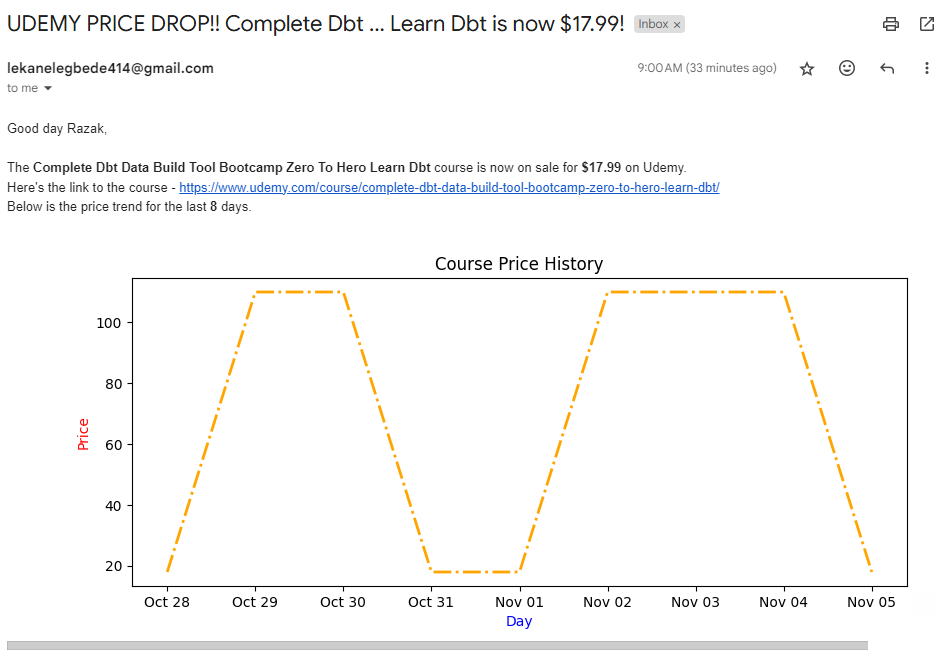 UDEMY PRICE DROP!! Complete Dbt ... Learn Dbt is now $17.99! Inbox ×
lekanelegbede414@gmail.com 9:00 AM (33 minutes ago)
to me
Good day Razak,
The Complete Dbt Data Build Tool Bootcamp Zero To Hero Learn Dbt course is now on sale for $17.99 on Udemy.
Here's the link to the course - https://www.udemy.com/course/complete-dbt-data-build-tool-bootcamp-zero-to-hero-learn-dbt/
Below is the price trend for the last 8 days.
Course Price History
100
80
60
40
20
Price
Oct 28 Oct 29 Oct 30 Oct 31 Nov 01 Nov 02 Nov 03 Nov 04 Nov 05
Day